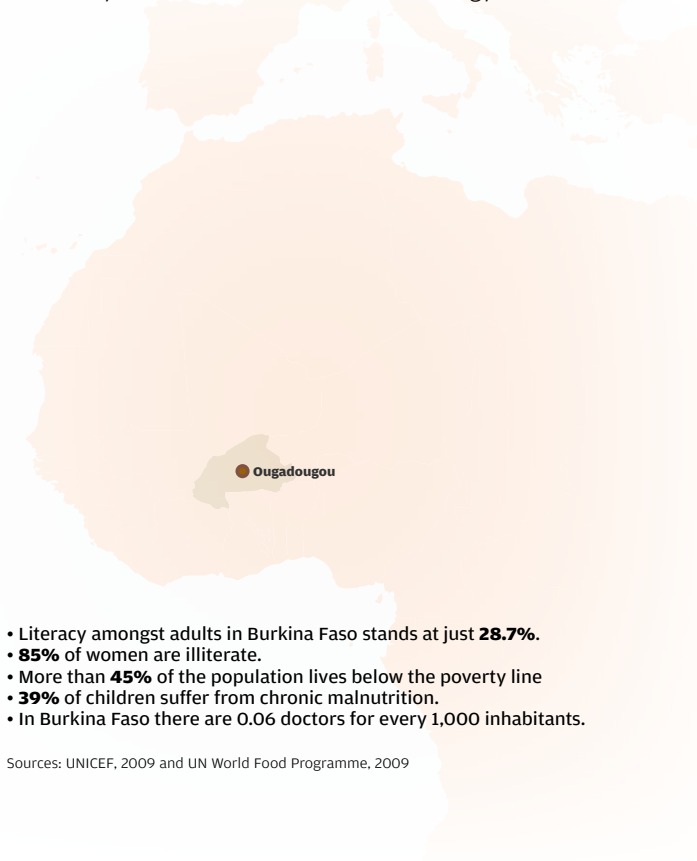 Ougadougou
• Literacy amongst adults in Burkina Faso stands at just 28.7%.
• 85% of women are illiterate.
• More than 45% of the population lives below the poverty line
• 39% of children suffer from chronic malnutrition.
• In Burkina Faso there are 0.06 doctors for every 1,000 inhabitants.
Sources: UNICEF, 2009 and UN World Food Programme, 2009